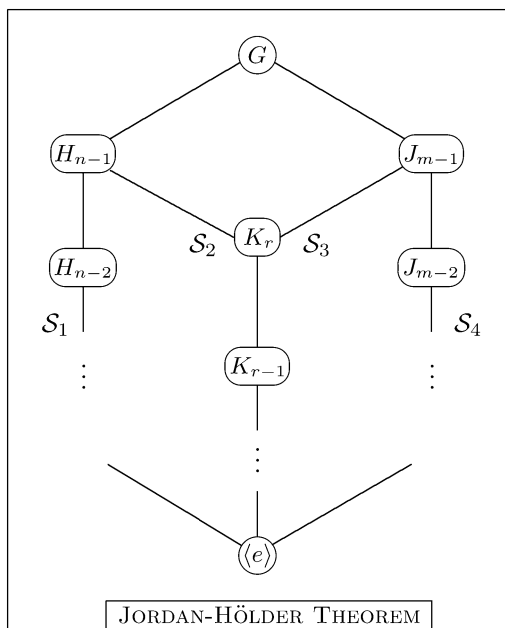 G
H_{n-1} J_{m-1}
S_2 K_r S_3
H_{n-2} J_{m-2}
S_1 S_4
⋮ K_{r-1} ⋮
⋮
⟨e⟩
JORDAN-HÖLDER THEOREM